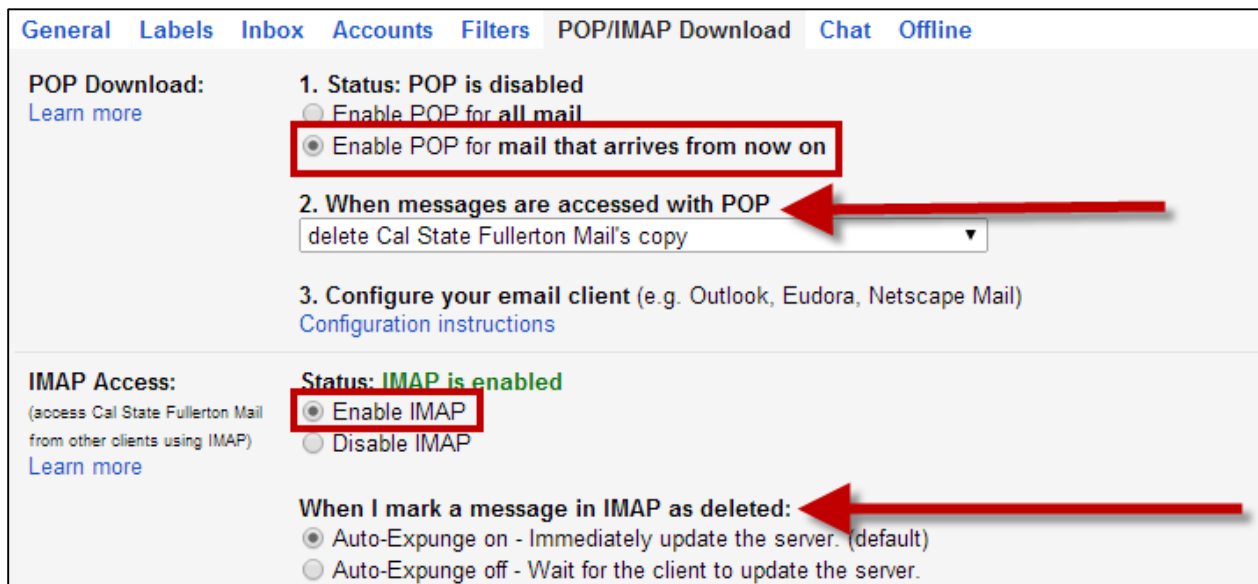 General Labels Inbox Accounts Filters POP/IMAP Download Chat Offline
POP Download:
Learn more
1. Status: POP is disabled
Enable POP for all mail
Enable POP for mail that arrives from now on
2. When messages are accessed with POP
delete Cal State Fullerton Mail's copy
3. Configure your email client (e.g. Outlook, Eudora, Netscape Mail)
Configuration instructions
IMAP Access:
(access Cal State Fullerton Mail
from other clients using IMAP)
Learn more
Status: IMAP is enabled
Enable IMAP
Disable IMAP
When I mark a message in IMAP as deleted:
Auto-Expunge on - Immediately update the server. (default)
Auto-Expunge off - Wait for the client to update the server.